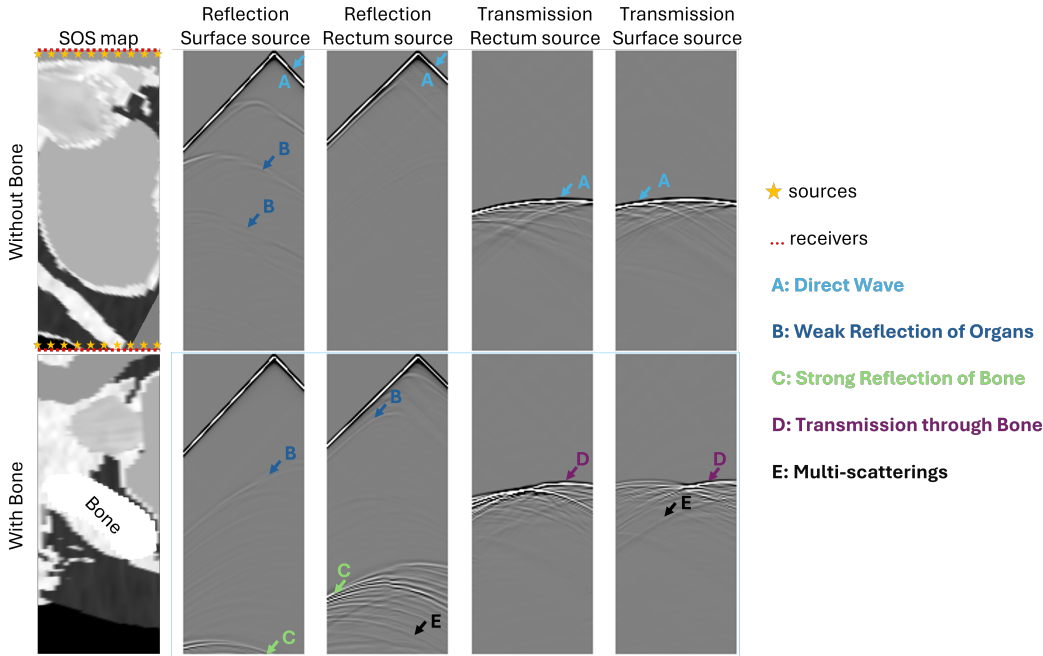 SOS map
Reflection
Surface source
Reflection
Rectum source
Transmission
Rectum source
Transmission
Surface source
Without Bone
A
B
B
A
A
A
With Bone
Bone
B
C
B
C
E
D
D
E
sources
... receivers
A: Direct Wave
B: Weak Reflection of Organs
C: Strong Reflection of Bone
D: Transmission through Bone
E: Multi-scatterings